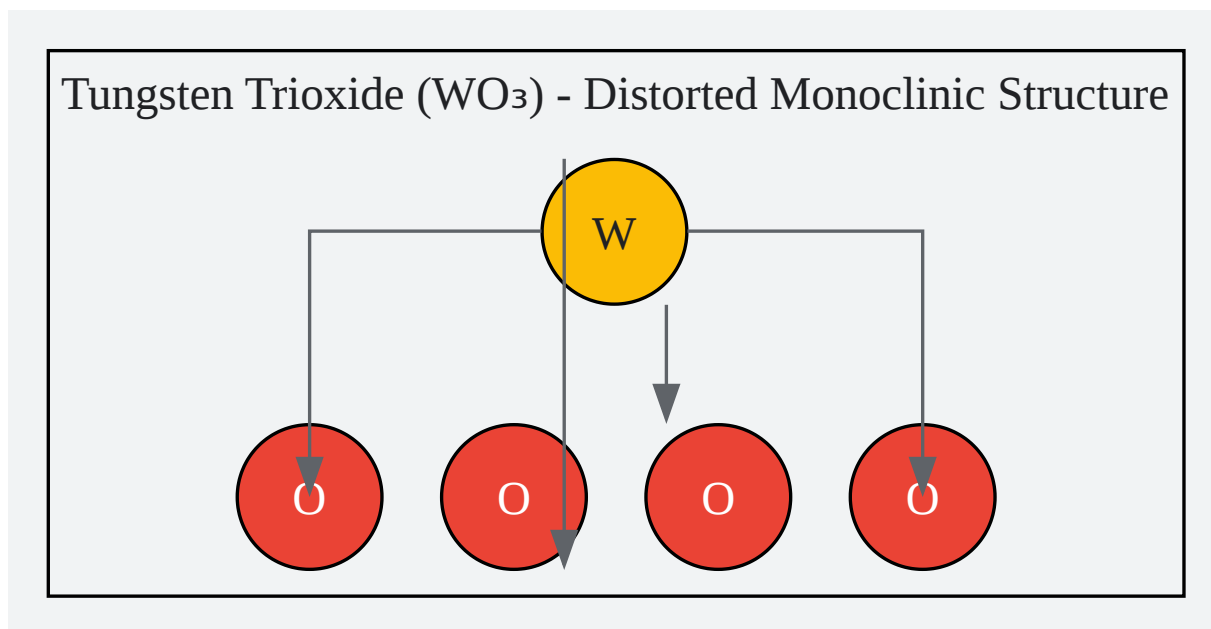 Tungsten Trioxide (WO₃) - Distorted Monoclinic Structure
W
O O O O